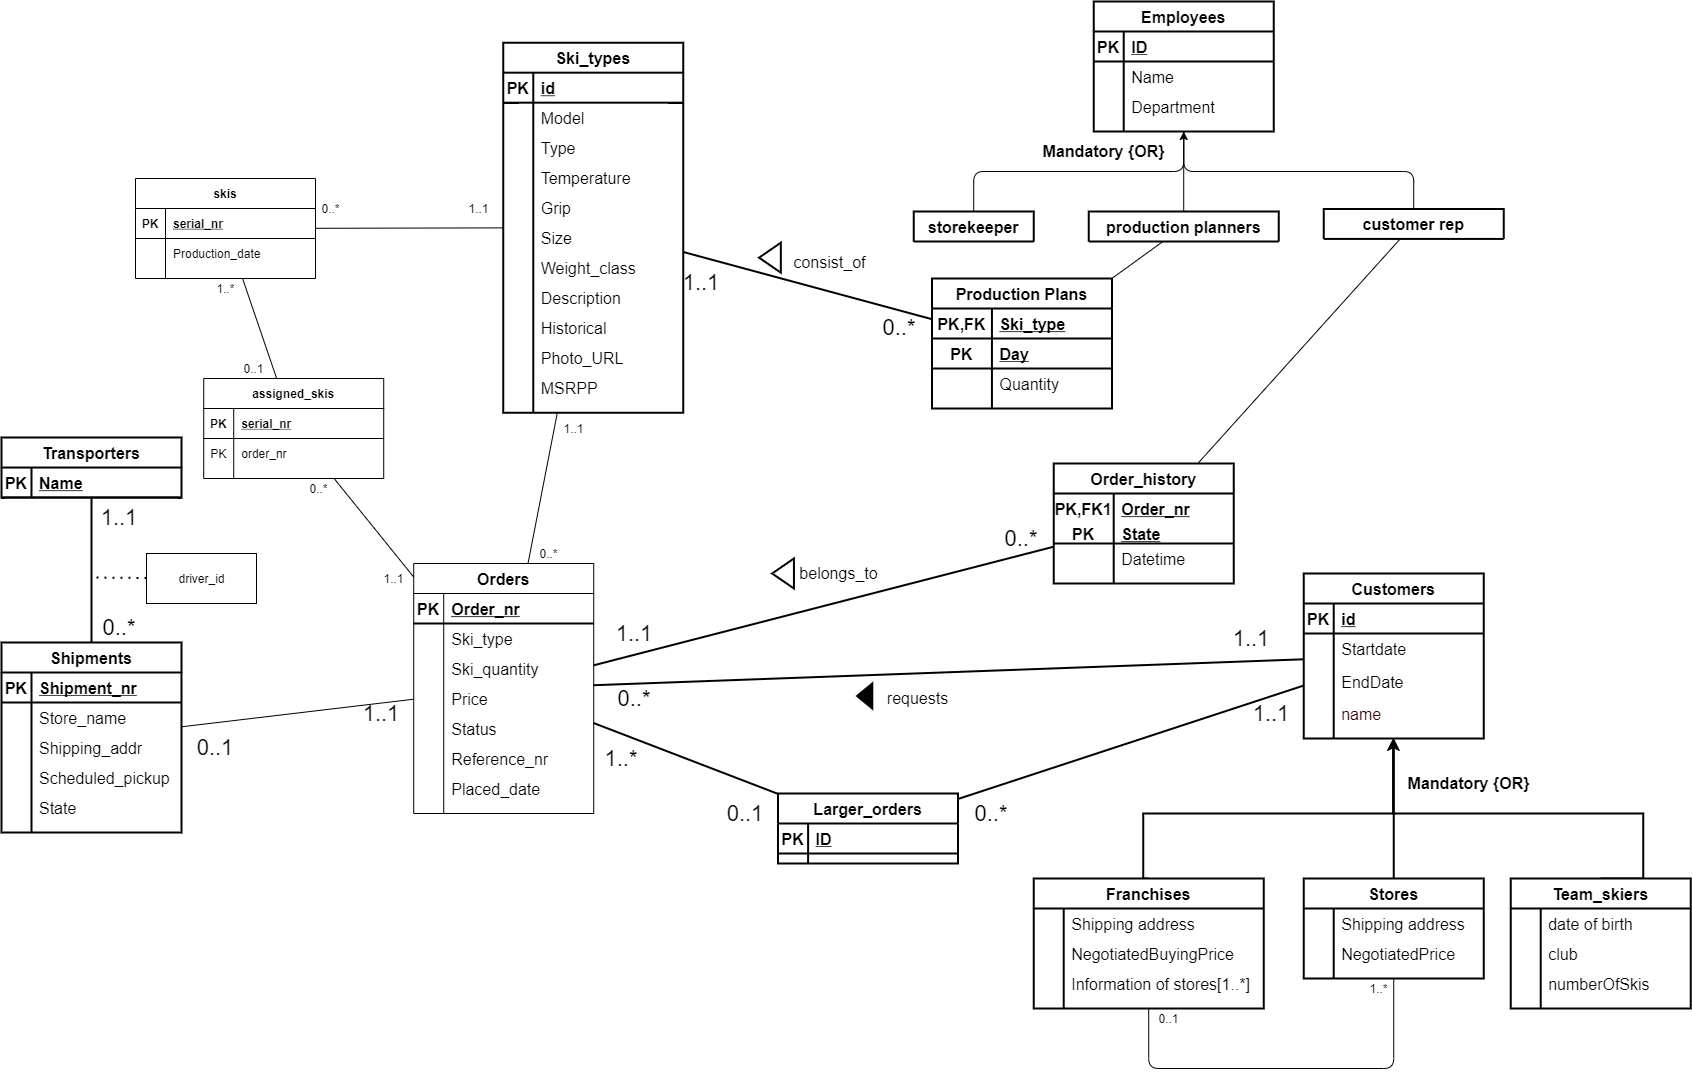 Employees
PK ID
Name
Department
Mandatory {OR}
storekeeper
production planners
customer rep
Ski_types
PK id
Model
Type
Temperature
Grip
Size
Weight_class
Description
Historical
Photo_URL
MSRPP
skis
PK serial_nr
Production_date
0..*
1..1
1..*
0..1
consist_of
1..1
0..*
Production Plans
PK,FK Ski_type
PK Day
Quantity
assigned_skis
PK serial_nr
PK order_nr
0..*
1..1
1..1
0..*
Transporters
PK Name
1..1
driver_id
0..*
Shipments
PK Shipment_nr
Store_name
Shipping_addr
Scheduled_pickup
State
0..1
1..1
Orders
PK Order_nr
Ski_type
Ski_quantity
Price
Status
Reference_nr
Placed_date
Order_history
PK,FK1 Order_nr
PK State
Datetime
0..*
belongs_to
1..1
1..1
0..*
requests
Customers
PK id
Startdate
EndDate
name
1..1
1..*
0..1
0..*
Larger_orders
PK ID
Mandatory {OR}
Franchises
Shipping address
NegotiatedBuyingPrice
Information of stores[1..*]
0..1
Stores
Shipping address
NegotiatedPrice
1..*
Team_skiers
date of birth
club
numberOfSkis